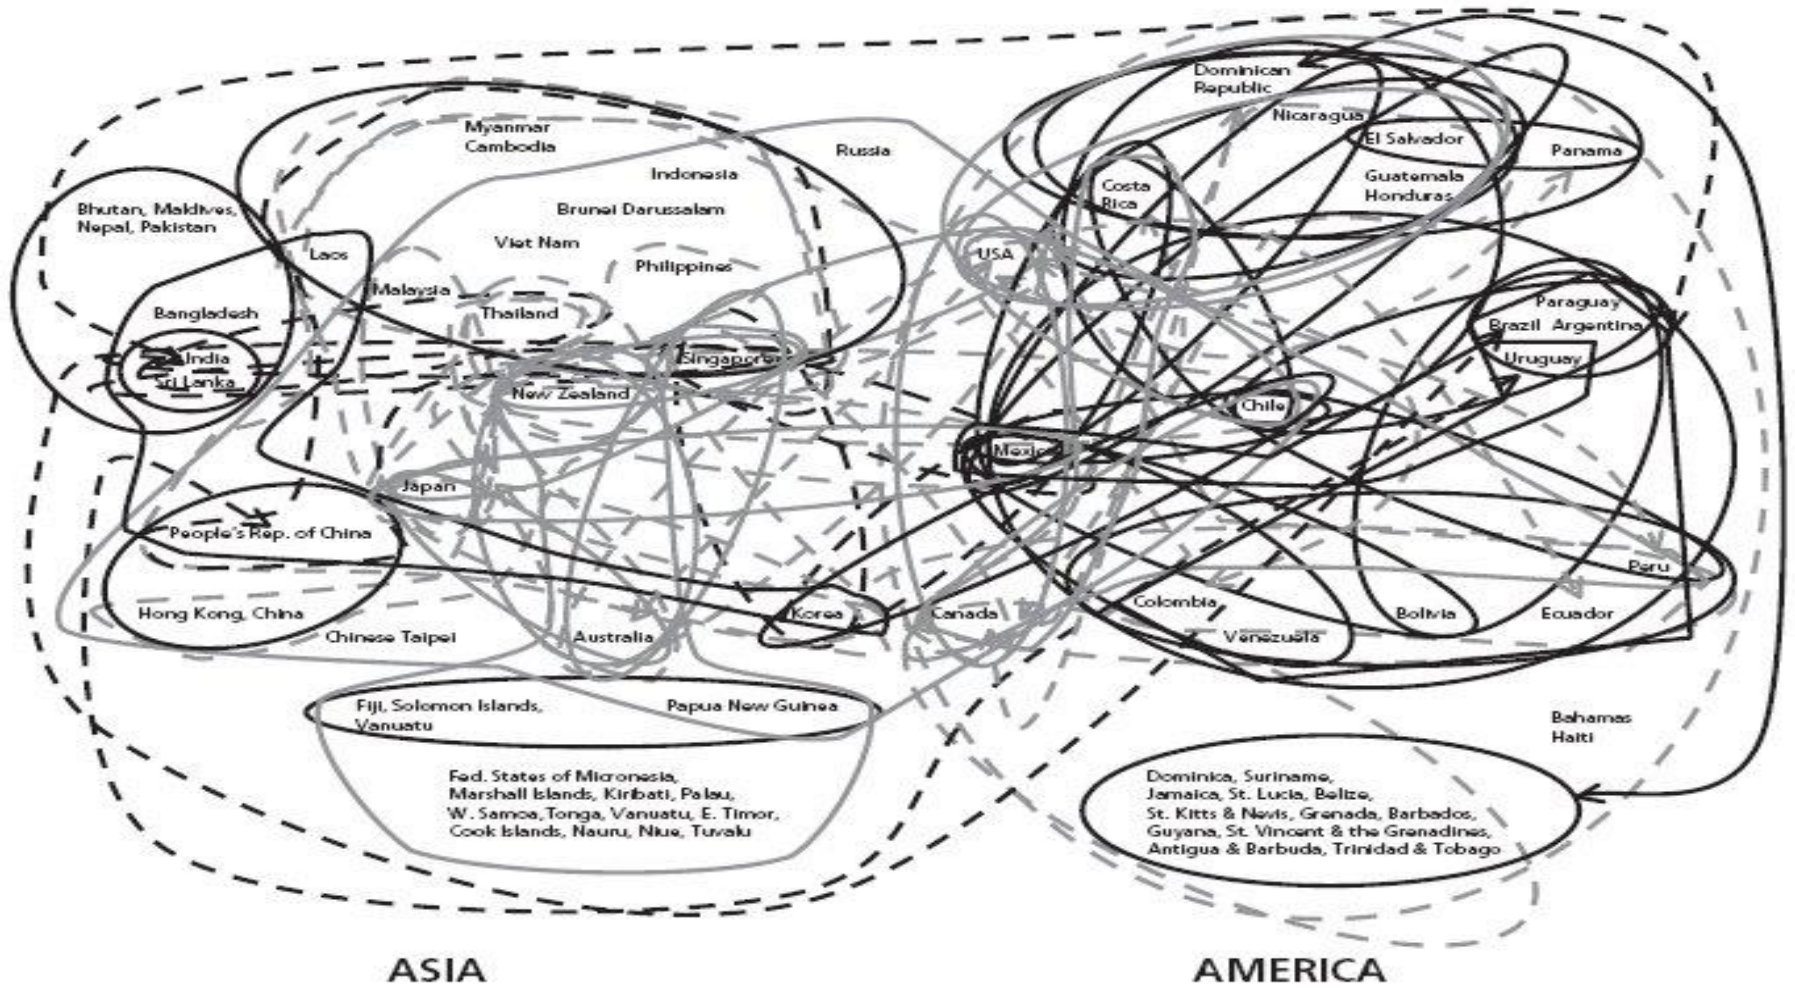 Dominican
Republic
Nicaragua
El Salvador
Panama
Guatemala
Honduras
Costa
Rica
Myanmar
Cambodia
Russia
Indonesia
Brunei Darussalam
Bhutan, Maldives,
Nepal, Pakistan
Viet Nam
Laos
Philippines
USA
Malaysia
Thailand
Bangladesh
Paraguay
Brazil Argentina
Uruguay
India
Sri Lanka
Singapore
New Zealand
Chile
Mexico
Japan
People's Rep. of China
Peru
Hong Kong, China
Chinese Taipei
Australia
Korea
Canada
Colombia
Venezuela
Bolivia
Ecuador
Fiji, Solomon Islands,
Vanuatu
Papua New Guinea
Bahamas
Haiti
Fed. States of Micronesia,
Marshall Islands, Kiribati, Palau,
W. Samoa, Tonga, Vanuatu, E. Timor,
Cook Islands, Nauru, Niue, Tuvalu
Dominica, Suriname,
Jamaica, St. Lucia, Belize,
St. Kitts & Nevis, Grenada, Barbados,
Guyana, St. Vincent & the Grenadines,
Antigua & Barbuda, Trinidad & Tobago
ASIA
AMERICA